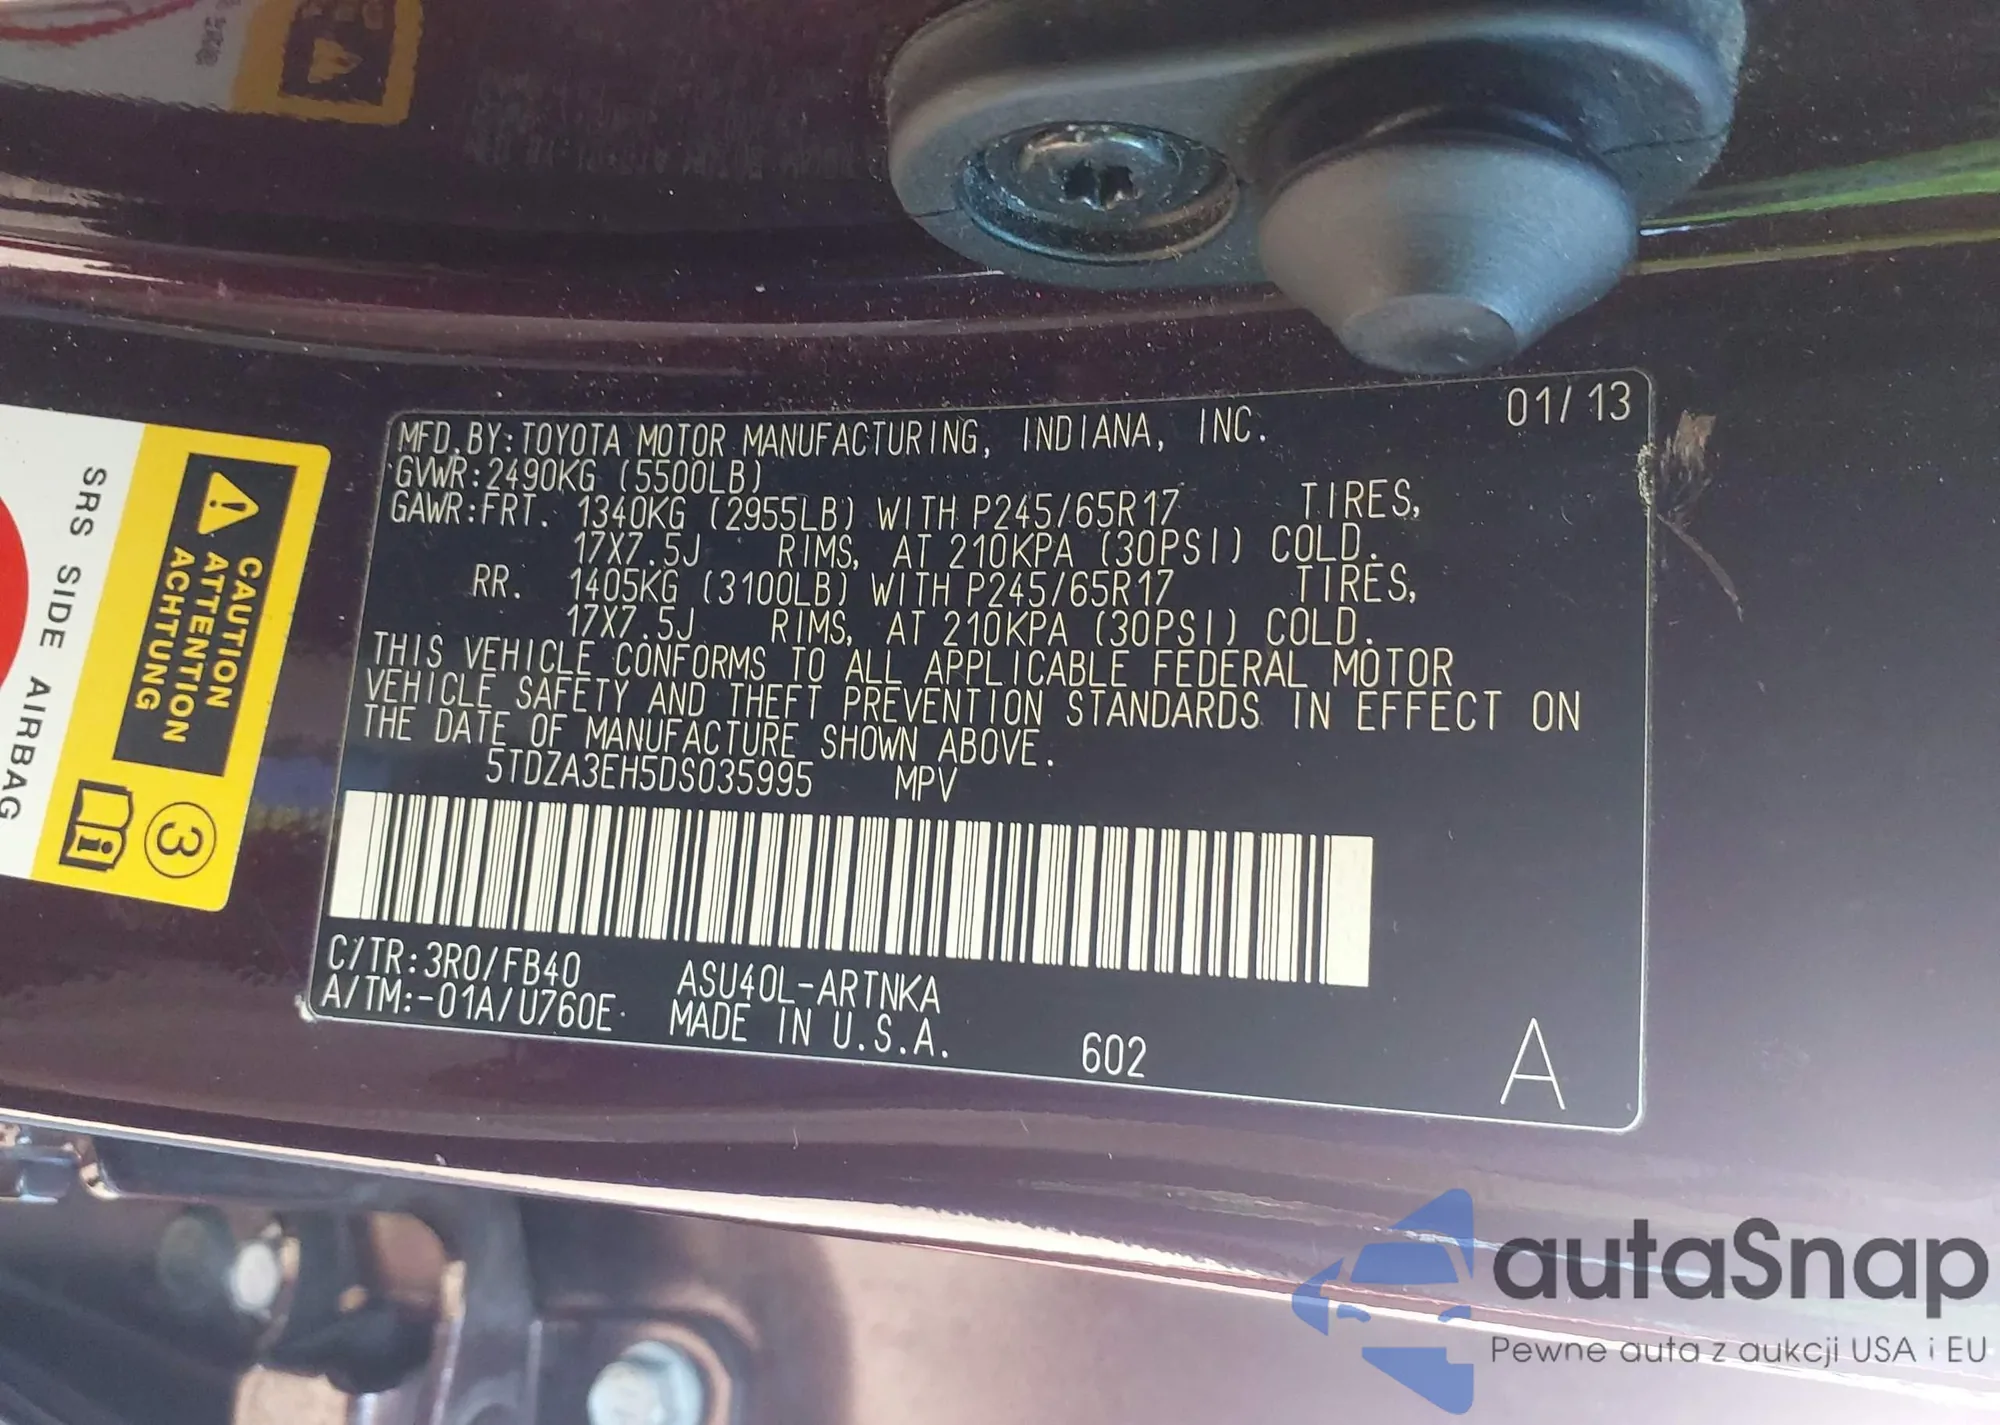 01/13
MFD.BY:TOYOTA MOTOR MANUFACTURING, INDIANA, INC.
GVWR:2490KG (5500LB)
GAWR:FRT. 1340KG (2955LB) WITH P245/65R17 TIRES,
17X7.5J RIMS, AT 210KPA (30PSI) COLD.
RR. 1405KG (3100LB) WITH P245/65R17 TIRES,
17X7.5J RIMS, AT 210KPA (30PSI) COLD.
THIS VEHICLE CONFORMS TO ALL APPLICABLE FEDERAL MOTOR
VEHICLE SAFETY AND THEFT PREVENTION STANDARDS IN EFFECT ON
THE DATE OF MANUFACTURE SHOWN ABOVE.
5TDZA3EH5DS035995 MPV
C/TR:3R0/FB40 ASU40L-ARTNKA
A/TM:-01A/U760E MADE IN U.S.A. 602 A
CAUTION
ATTENTION
ACHTUNG
3
i
SRS SIDE AIRBAG
autaSnap
Pewne auta z aukcji USA i EU